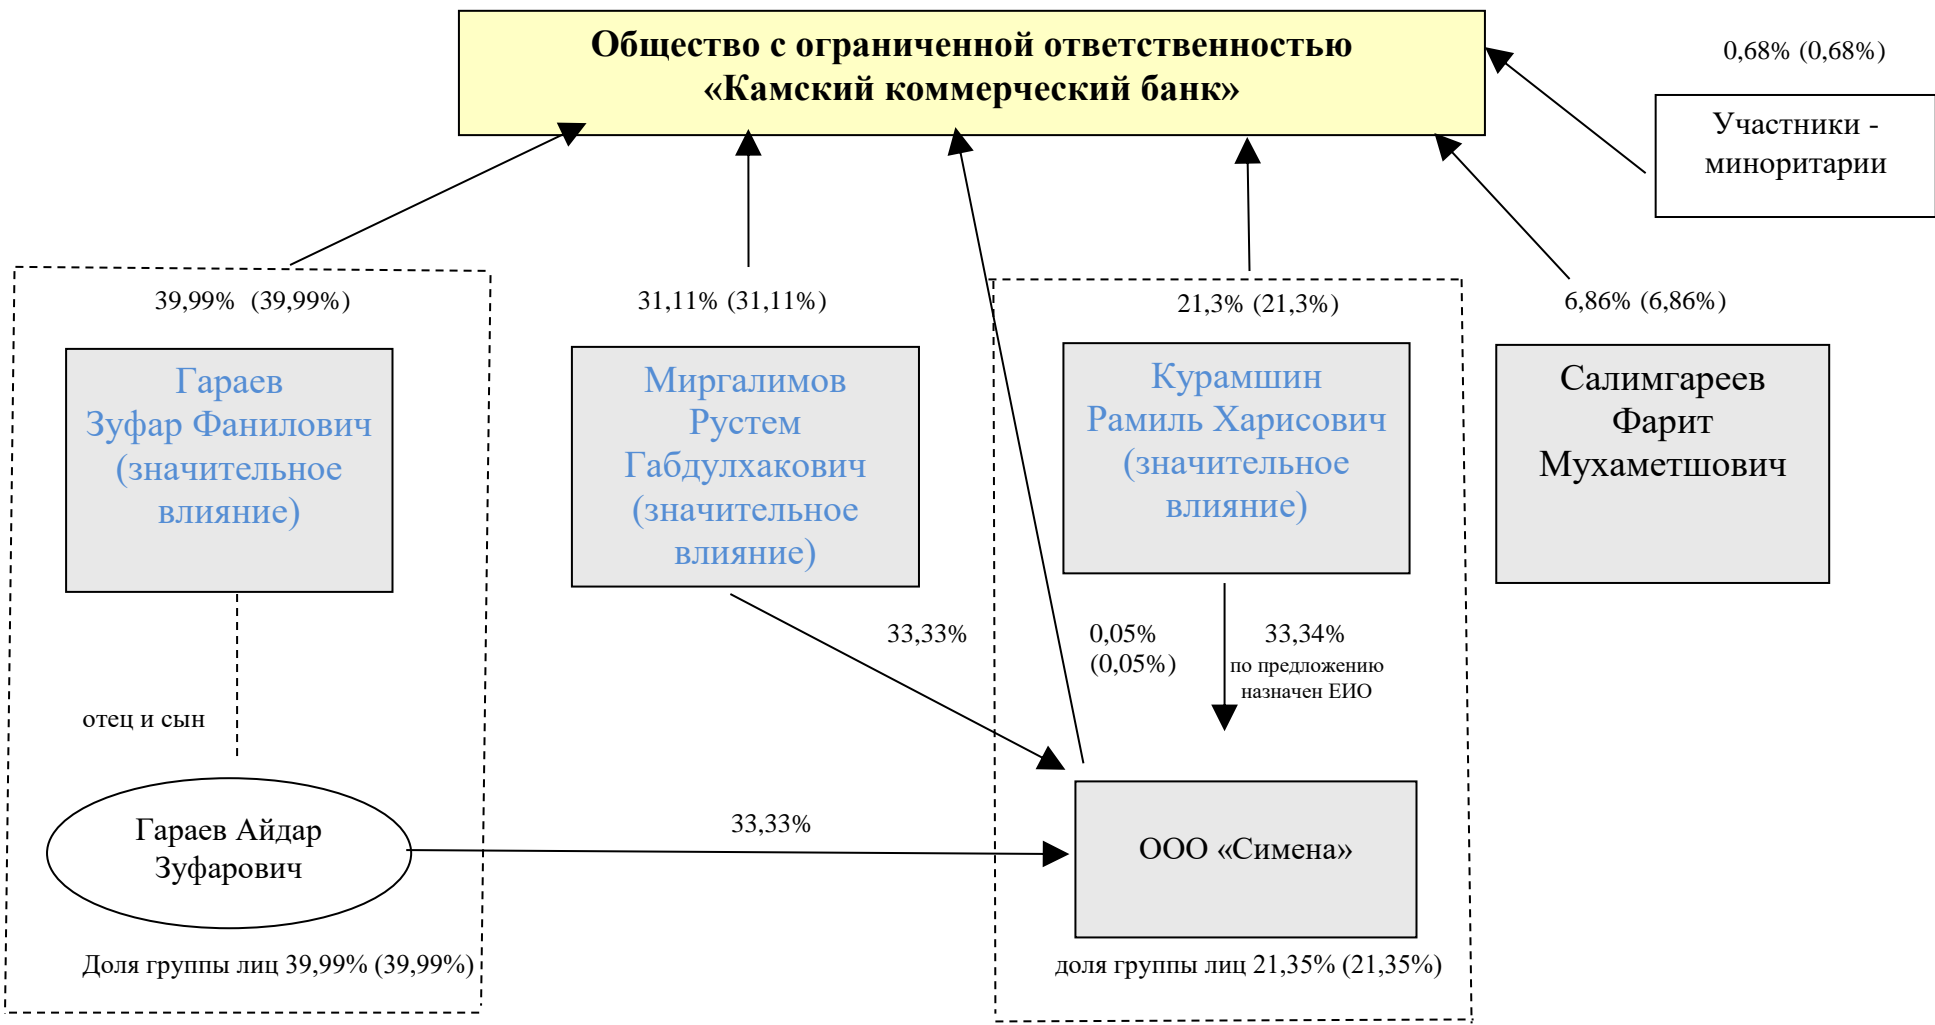 Общество с ограниченной ответственностью
«Камский коммерческий банк»
0,68% (0,68%)
Участники -
миноритарии
39,99%  (39,99%)
Гараев
Зуфар Фанилович
(значительное
влияние)
31,11% (31,11%)
Миргалимов
Рустем
Габдулхакович
(значительное
влияние)
21,3% (21,3%)
Курамшин
Рамиль Харисович
(значительное
влияние)
6,86% (6,86%)
Салимгареев
Фарит
Мухаметшович
33,33%
0,05%
(0,05%)
33,34%
по предложению
назначен ЕИО
отец и сын
Гараев Айдар
Зуфарович
33,33%
ООО «Симена»
Доля группы лиц 39,99% (39,99%)
доля группы лиц 21,35% (21,35%)